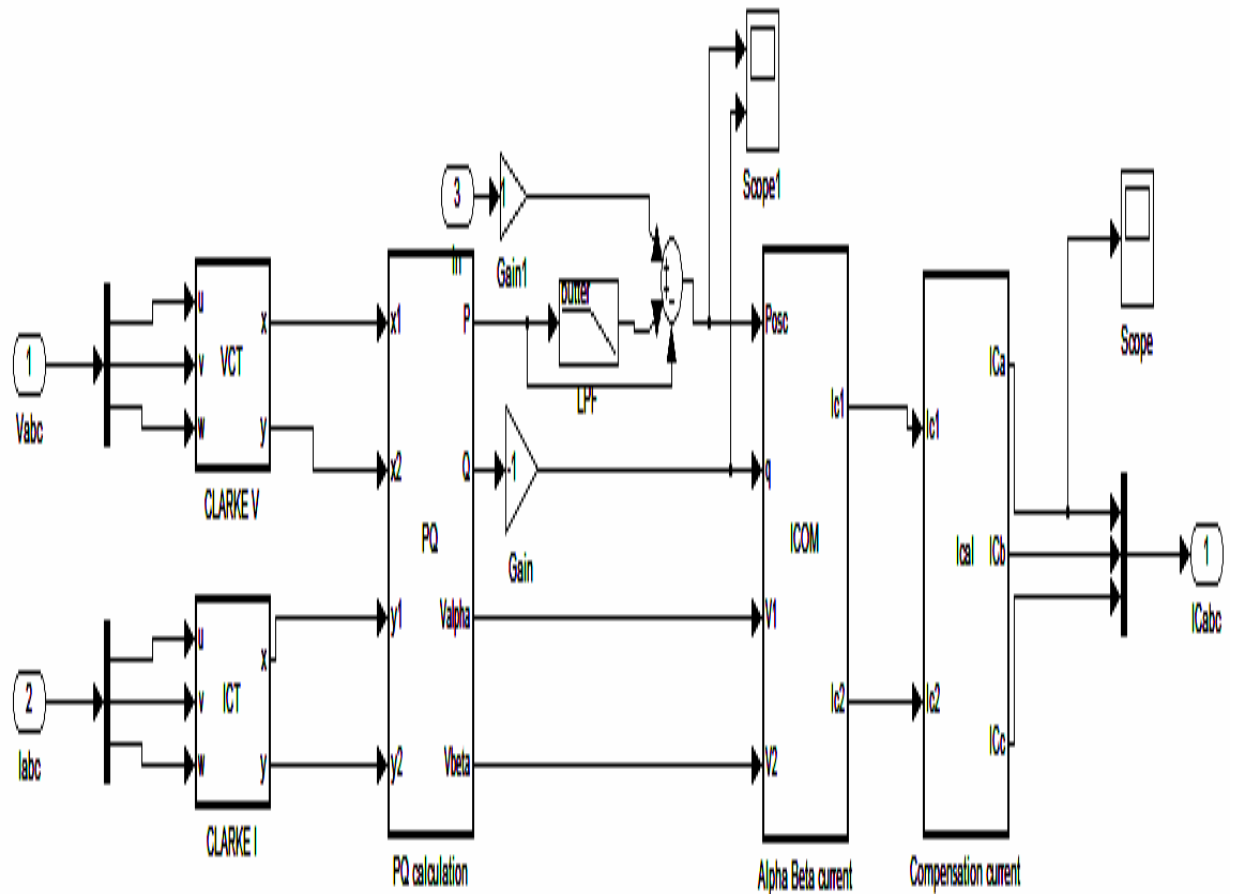 Scope1
3
1
In
Gain1
Scope
1
Vabc
u
v
w
VCT
x
y
CLARKE V
x1
x2
y1
y2
P
Q
PQ
Valpha
Vbeta
PQ calculation
butter
LPF
+
+
-
-1
Gain
Posc
q
V1
V2
ICOM
Ic1
Ic2
Alpha Beta current
Ic1
Ic2
Ical
ICa
ICb
ICc
Compensation current
1
ICabc
2
Iabc
u
v
w
ICT
x
y
CLARKE I